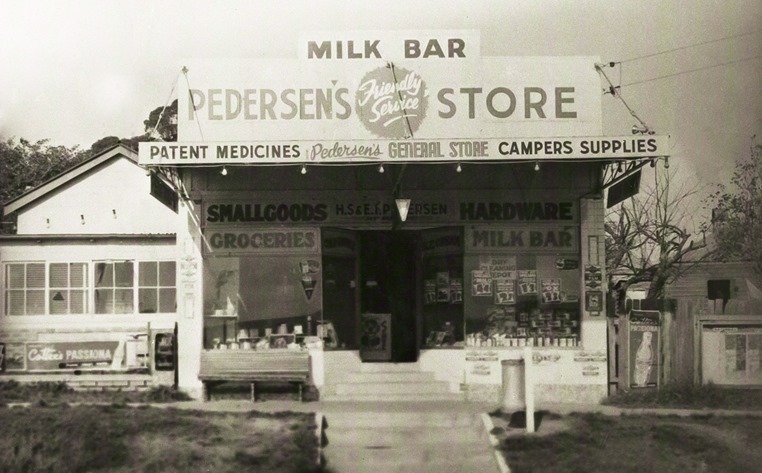 MILK BAR
PEDERSEN'S Friendly Service STORE
PATENT MEDICINES Pedersen's GENERAL STORE CAMPERS SUPPLIES
SMALLGOODS H.S & E.I. PEDERSEN HARDWARE
GROCERIES MILK BAR
PASSIONA